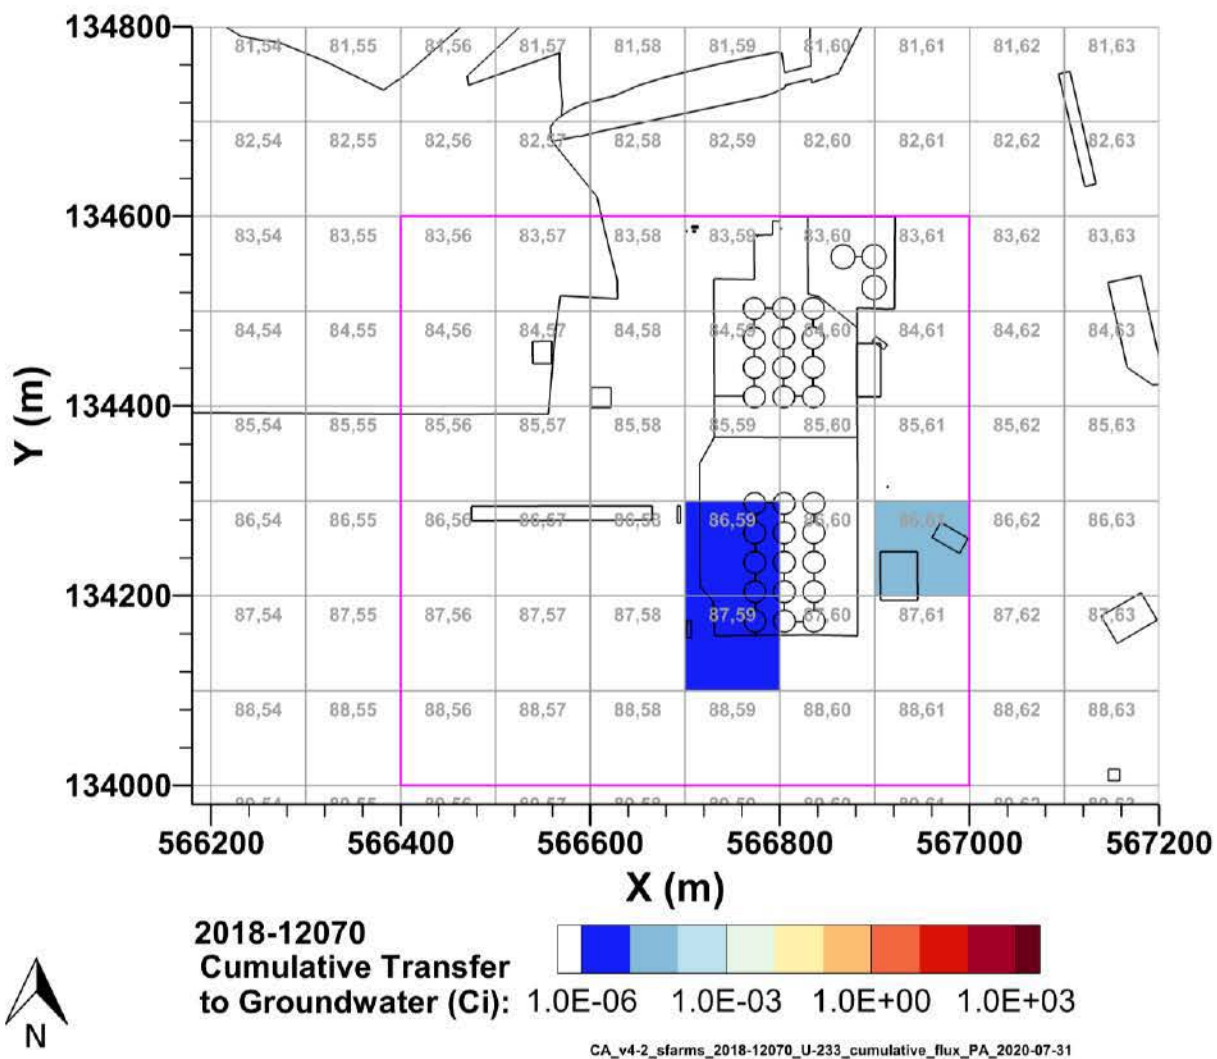 134800
81,54 81,55 81,56 81,57 81,58 81,59 81,60 81,61 81,62 81,63
82,54 82,55 82,56 82,57 82,58 82,59 82,60 82,61 82,62 82,63
134600
83,54 83,55 83,56 83,57 83,58 83,59 83,60 83,61 83,62 83,63
84,54 84,55 84,56 84,57 84,58 84,59 84,60 84,61 84,62 84,63
Y (m)
134400
85,54 85,55 85,56 85,57 85,58 85,59 85,60 85,61 85,62 85,63
86,54 86,55 86,56 86,57 86,58 86,59 86,60 86,61 86,62 86,63
134200
87,54 87,55 87,56 87,57 87,58 87,59 87,60 87,61 87,62 87,63
88,54 88,55 88,56 88,57 88,58 88,59 88,60 88,61 88,62 88,63
134000
566200 566400 566600 566800 567000 567200
X (m)
2018-12070
Cumulative Transfer
to Groundwater (Ci): 1.0E-06 1.0E-03 1.0E+00 1.0E+03
N
CA_v4-2_sfarms_2018-12070_U-233_cumulative_flux_PA_2020-07-31